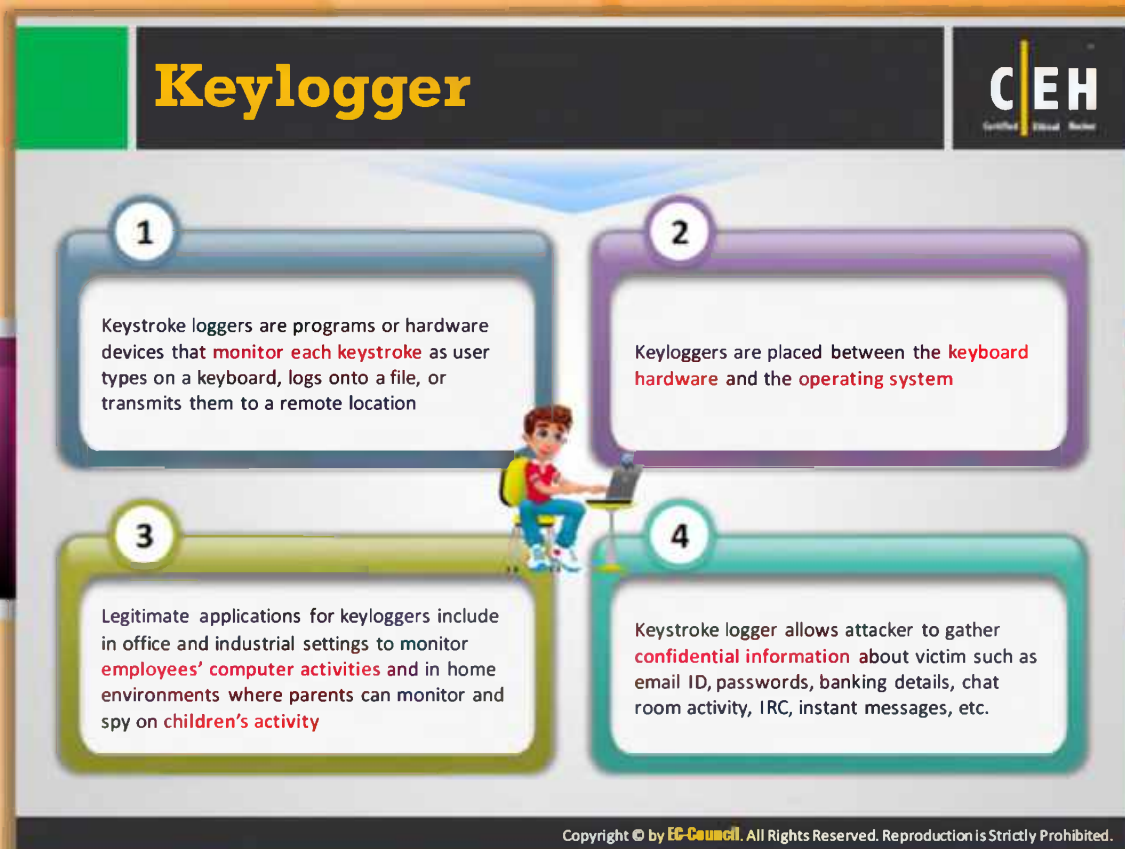 Keylogger
C|EH
Certified Ethical Hacker
1
Keystroke loggers are programs or hardware
devices that monitor each keystroke as user
types on a keyboard, logs onto a file, or
transmits them to a remote location
2
Keyloggers are placed between the keyboard
hardware and the operating system
3
Legitimate applications for keyloggers include
in office and industrial settings to monitor
employees' computer activities and in home
environments where parents can monitor and
spy on children's activity
4
Keystroke logger allows attacker to gather
confidential information about victim such as
email ID, passwords, banking details, chat
room activity, IRC, instant messages, etc.
Copyright © by EC-Council. All Rights Reserved. Reproduction is Strictly Prohibited.